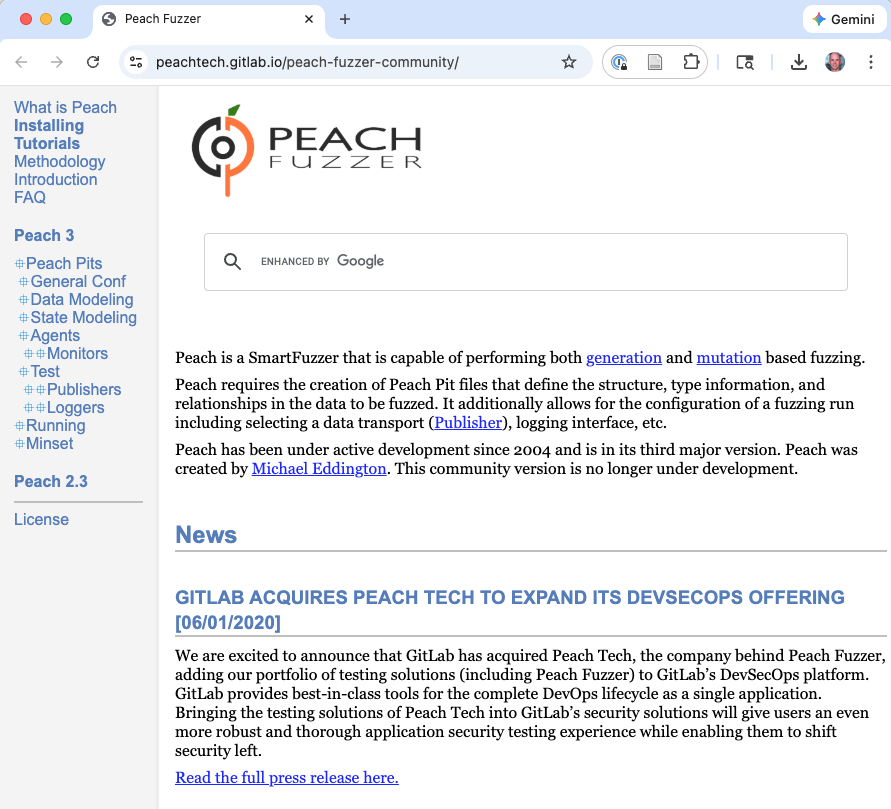 Peach Fuzzer
Gemini
peachtech.gitlab.io/peach-fuzzer-community/
What is Peach
Installing
Tutorials
Methodology
Introduction
FAQ
Peach 3
Peach Pits
General Conf
Data Modeling
State Modeling
Agents
Monitors
Test
Publishers
Loggers
Running
Minset
Peach 2.3
License
PEACH
FUZZER
ENHANCED BY Google
Peach is a SmartFuzzer that is capable of performing both generation and mutation based fuzzing.
Peach requires the creation of Peach Pit files that define the structure, type information, and
relationships in the data to be fuzzed. It additionally allows for the configuration of a fuzzing run
including selecting a data transport (Publisher), logging interface, etc.
Peach has been under active development since 2004 and is in its third major version. Peach was
created by Michael Eddington. This community version is no longer under development.
News
GITLAB ACQUIRES PEACH TECH TO EXPAND ITS DEVSECOPS OFFERING
[06/01/2020]
We are excited to announce that GitLab has acquired Peach Tech, the company behind Peach Fuzzer,
adding our portfolio of testing solutions (including Peach Fuzzer) to GitLab’s DevSecOps platform.
GitLab provides best-in-class tools for the complete DevOps lifecycle as a single application.
Bringing the testing solutions of Peach Tech into GitLab’s security solutions will give users an even
more robust and thorough application security testing experience while enabling them to shift
security left.
Read the full press release here.